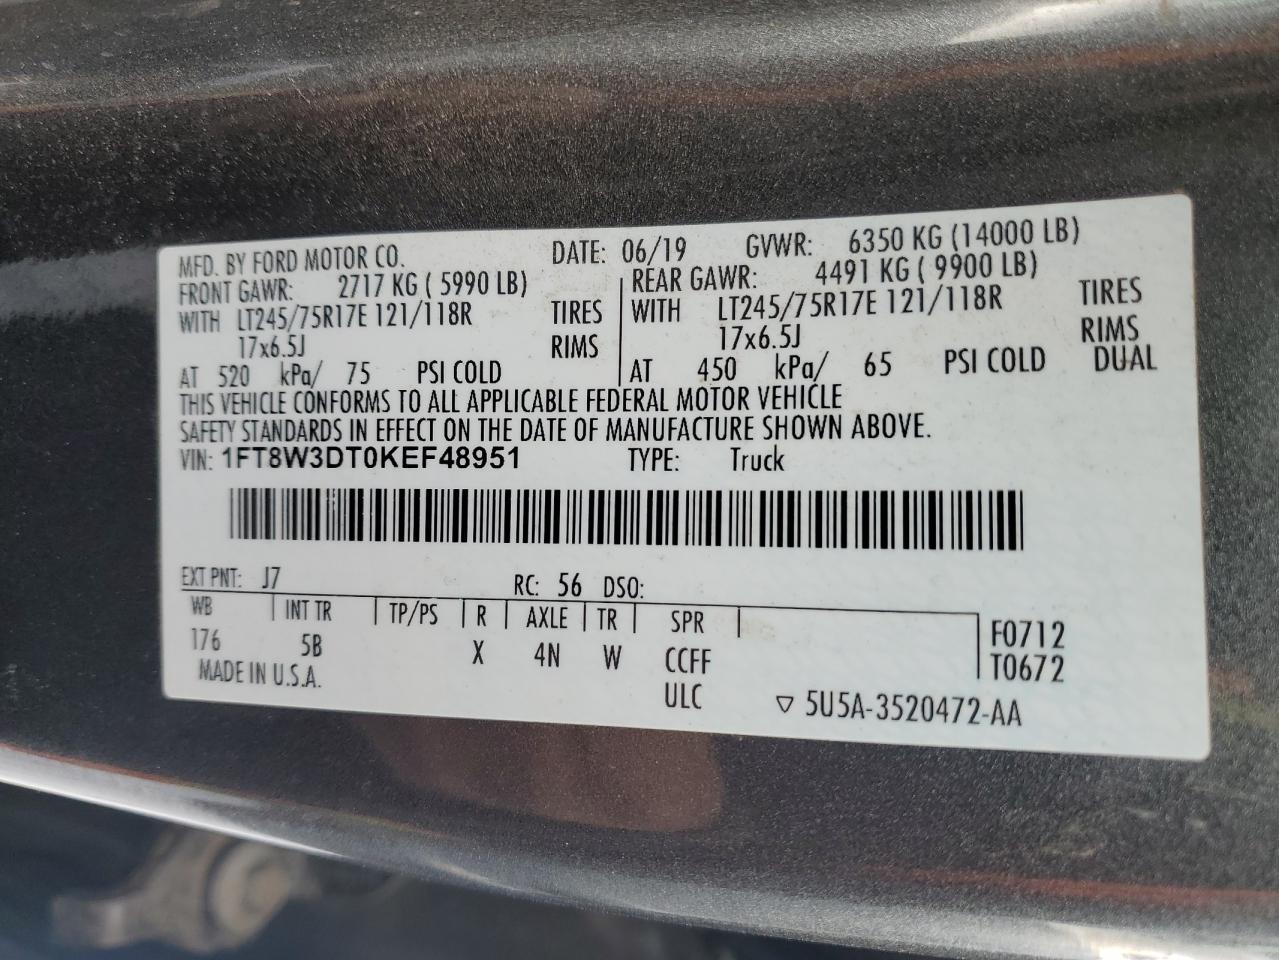 MFD. BY FORD MOTOR CO. DATE: 06/19 GVWR: 6350 KG (14000 LB)
FRONT GAWR: 2717 KG ( 5990 LB) REAR GAWR: 4491 KG ( 9900 LB)
WITH LT245/75R17E 121/118R TIRES WITH LT245/75R17E 121/118R TIRES
17x6.5J RIMS 17x6.5J RIMS
AT 520 kPa/ 75 PSI COLD AT 450 kPa/ 65 PSI COLD DUAL
THIS VEHICLE CONFORMS TO ALL APPLICABLE FEDERAL MOTOR VEHICLE
SAFETY STANDARDS IN EFFECT ON THE DATE OF MANUFACTURE SHOWN ABOVE.
VIN: 1FT8W3DT0KEF48951 TYPE: Truck
EXT PNT: J7 RC: 56 DSO:
WB INT TR TP/PS R AXLE TR SPR F0712
176 5B X 4N W CCFF T0672
MADE IN U.S.A. ULC ▽ 5U5A-3520472-AA